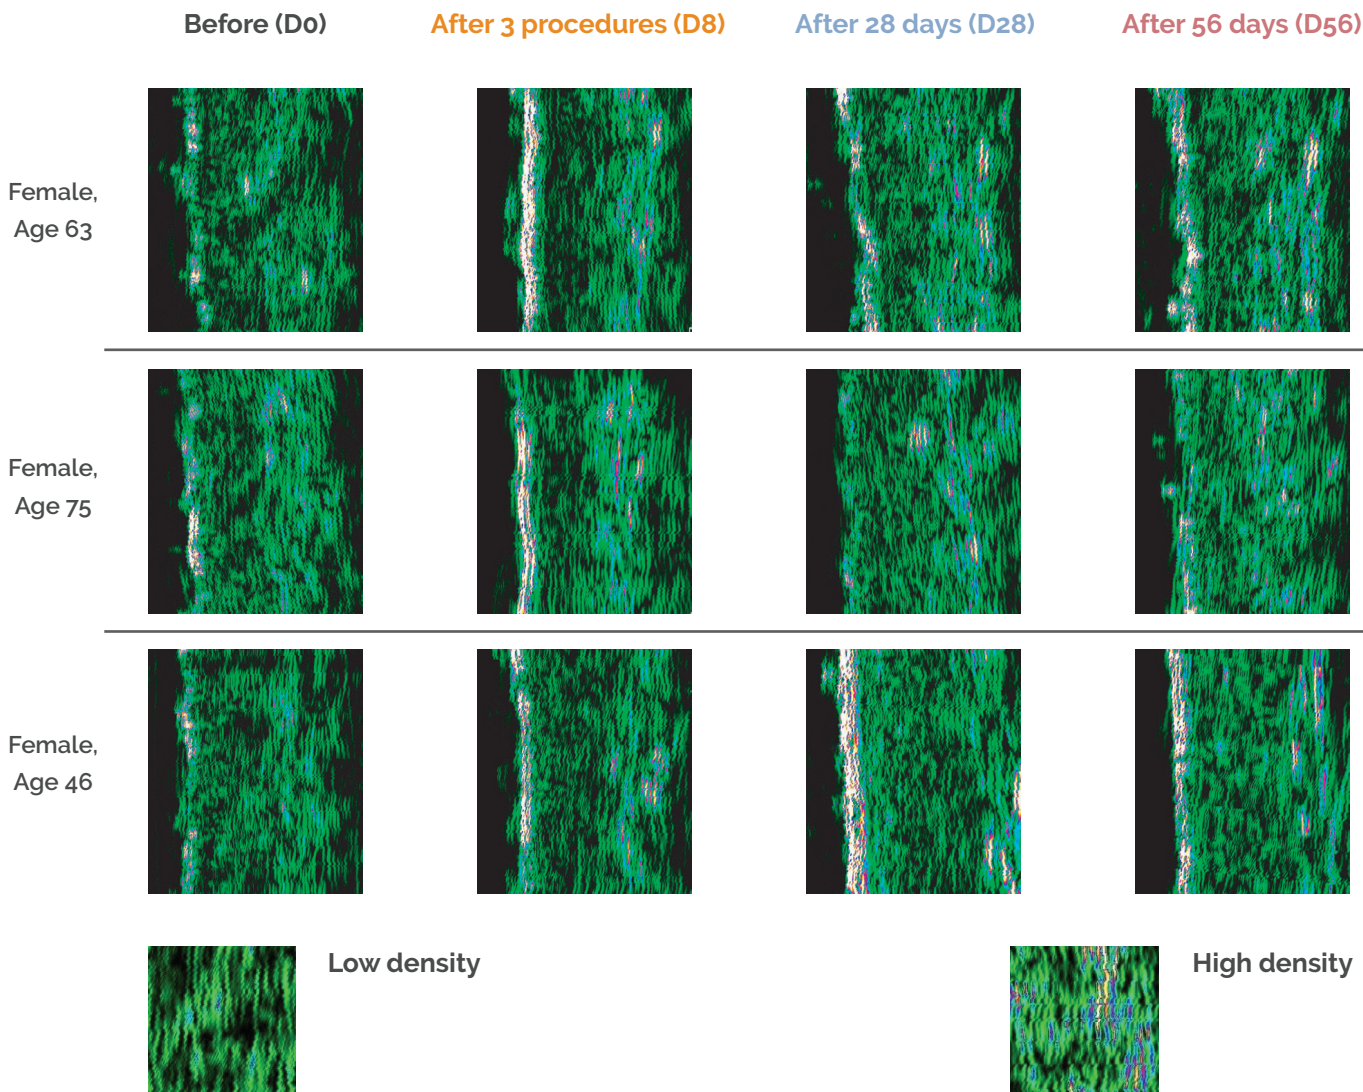 Before (D0)
After 3 procedures (D8)
After 28 days (D28)
After 56 days (D56)
Female,
Age 63
Female,
Age 75
Female,
Age 46
Low density
High density